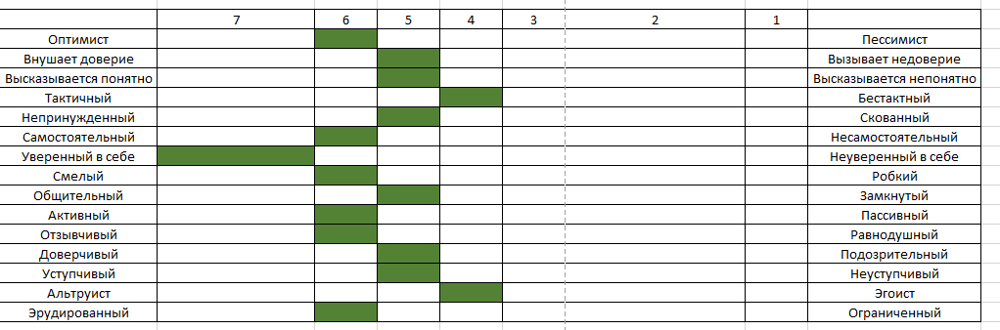 7 6 5 4 3 2 1
Оптимист Пессимист
Внушает доверие Вызывает недоверие
Высказывается понятно Высказывается непонятно
Тактичный Бестактный
Непринужденный Скованный
Самостоятельный Несамостоятельный
Уверенный в себе Неуверенный в себе
Смелый Робкий
Общительный Замкнутый
Активный Пассивный
Отзывчивый Равнодушный
Доверчивый Подозрительный
Уступчивый Неуступчивый
Альтруист Эгоист
Эрудированный Ограниченный